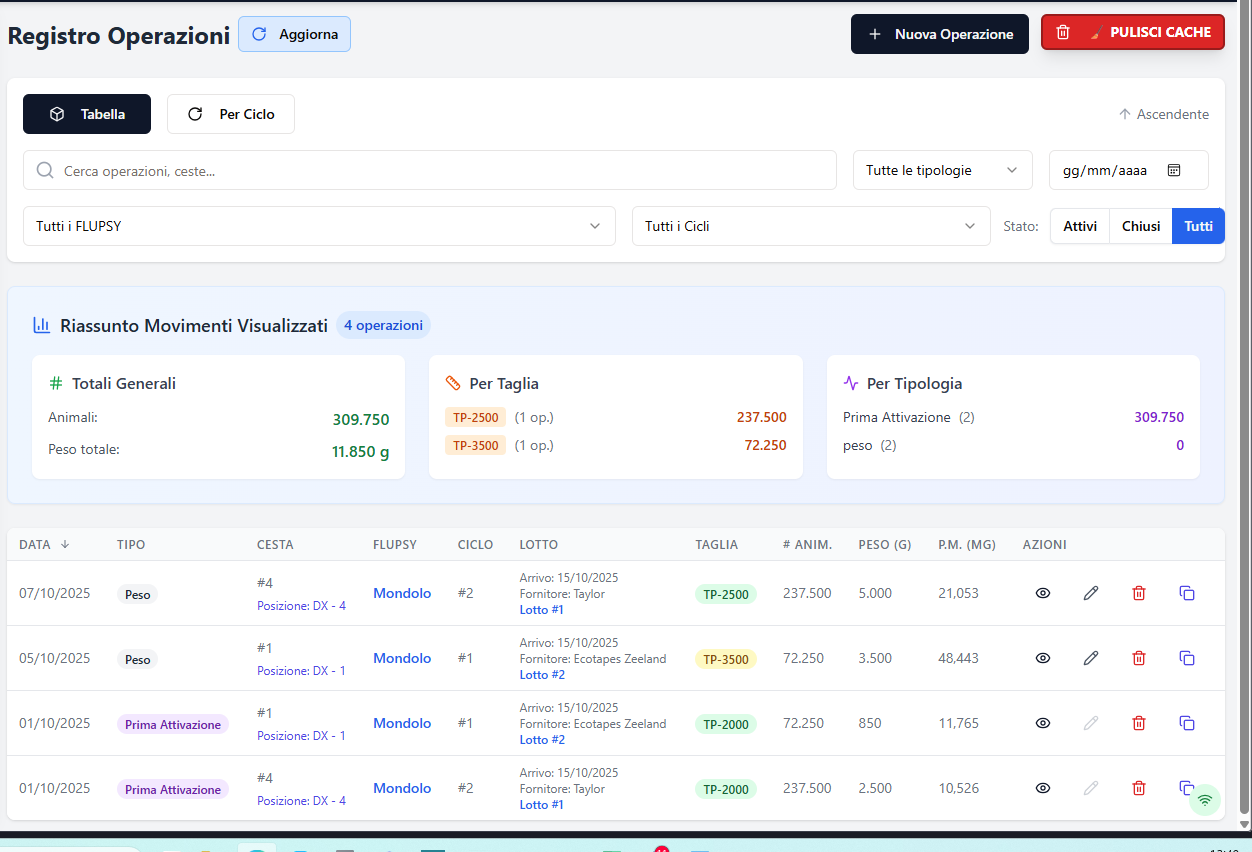 Registro Operazioni Aggiorna Nuova Operazione PULISCI CACHE
Tabella Per Ciclo Ascendente
Cerca operazioni, ceste... Tutte le tipologie gg/mm/aaaa
Tutti i FLUPSY Tutti i Cicli Stato: Attivi Chiusi Tutti
Riassunto Movimenti Visualizzati 4 operazioni
# Totali Generali
Animali: 309.750
Peso totale: 11.850 g
Per Taglia
TP-2500 (1 op.) 237.500
TP-3500 (1 op.) 72.250
Per Tipologia
Prima Attivazione (2) 309.750
peso (2) 0
DATA TIPO CESTA FLUPSY CICLO LOTTO TAGLIA # ANIM. PESO (G) P.M. (MG) AZIONI
07/10/2025 Peso #4 Posizione: DX - 4 Mondolo #2 Arrivo: 15/10/2025 Fornitore: Taylor Lotto #1 TP-2500 237.500 5.000 21,053
05/10/2025 Peso #1 Posizione: DX - 1 Mondolo #1 Arrivo: 15/10/2025 Fornitore: Ecotapes Zeeland Lotto #2 TP-3500 72.250 3.500 48,443
01/10/2025 Prima Attivazione #1 Posizione: DX - 1 Mondolo #1 Arrivo: 15/10/2025 Fornitore: Ecotapes Zeeland Lotto #2 TP-2000 72.250 850 11,765
01/10/2025 Prima Attivazione #4 Posizione: DX - 4 Mondolo #2 Arrivo: 15/10/2025 Fornitore: Taylor Lotto #1 TP-2000 237.500 2.500 10,526